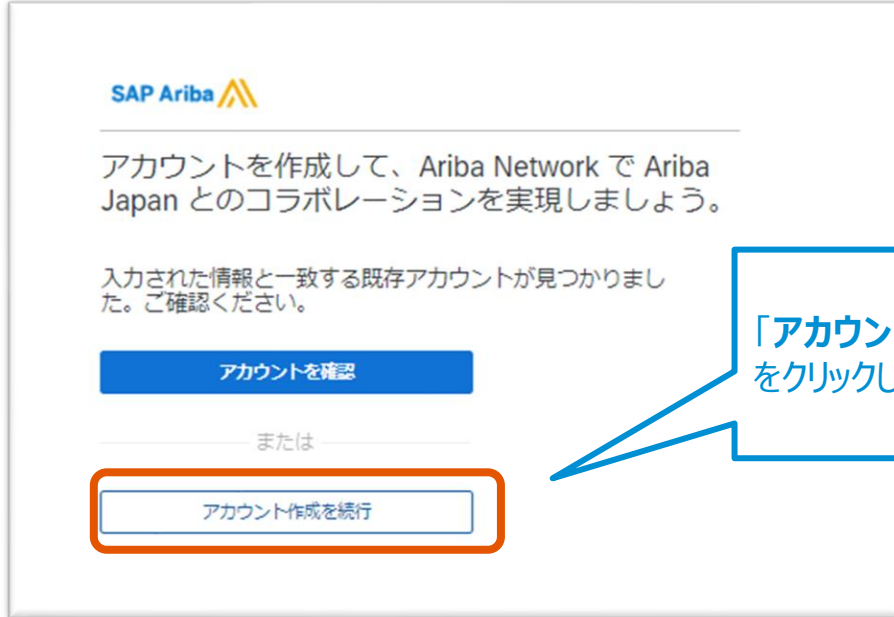 SAP Ariba
アカウントを作成して、Ariba Network で Ariba
Japan とのコラボレーションを実現しましょう。
入力された情報と一致する既存アカウントが見つかりまし
た。ご確認ください。
アカウントを確認
または
アカウント作成を続行
「アカウン
をクリックし